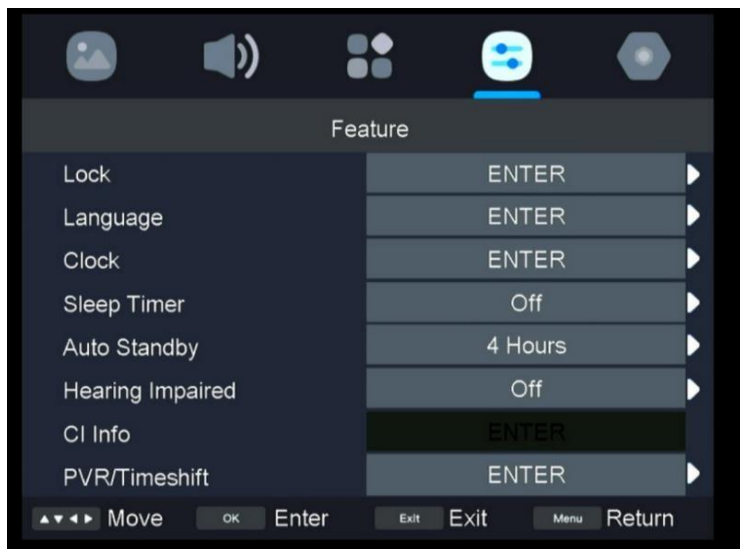 Feature
Lock ENTER
Language ENTER
Clock ENTER
Sleep Timer Off
Auto Standby 4 Hours
Hearing Impaired Off
CI Info ENTER
PVR/Timeshift ENTER
Move OK Enter Exit Exit Menu Return